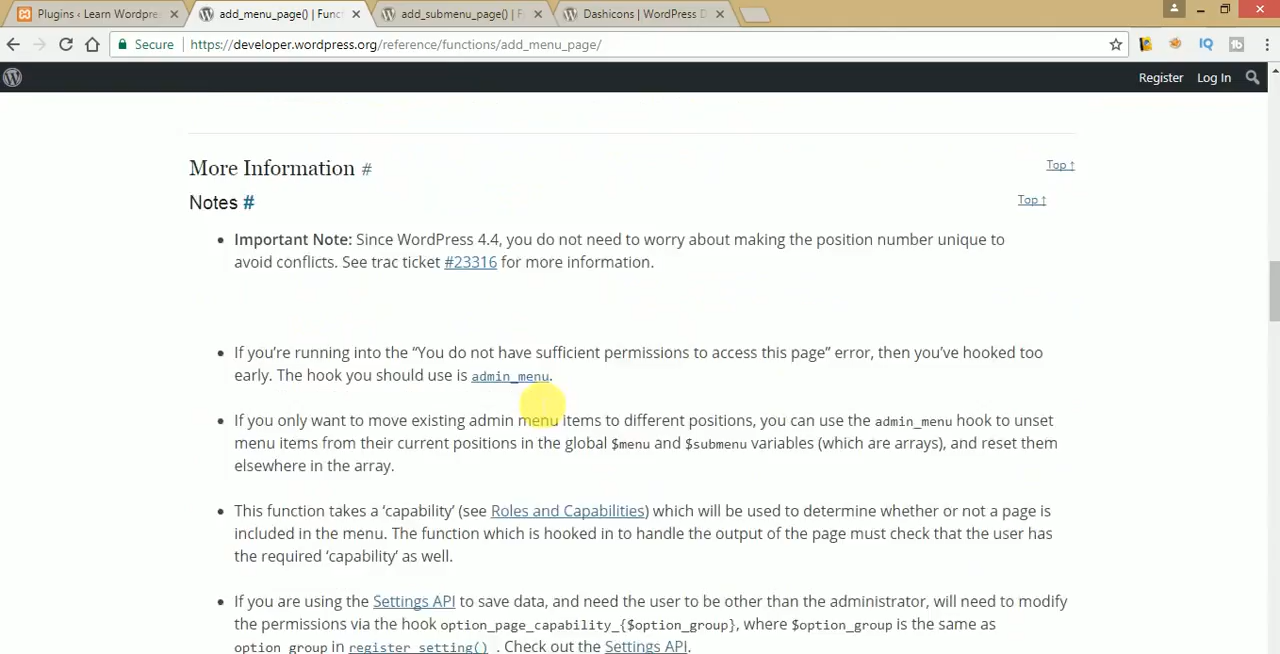 Plugins ‹ Learn Wordpre
add_menu_page() | Func
add_submenu_page() | F
Dashicons | WordPress D
Secure
https://developer.wordpress.org/reference/functions/add_menu_page/
Register Log In
More Information #
Top ↑
Notes #
Top ↑
• Important Note: Since WordPress 4.4, you do not need to worry about making the position number unique to
avoid conflicts. See trac ticket #23316 for more information.
• If you’re running into the “You do not have sufficient permissions to access this page” error, then you’ve hooked too
early. The hook you should use is admin_menu.
• If you only want to move existing admin menu items to different positions, you can use the admin_menu hook to unset
menu items from their current positions in the global $menu and $submenu variables (which are arrays), and reset them
elsewhere in the array.
• This function takes a ‘capability’ (see Roles and Capabilities) which will be used to determine whether or not a page is
included in the menu. The function which is hooked in to handle the output of the page must check that the user has
the required ‘capability’ as well.
• If you are using the Settings API to save data, and need the user to be other than the administrator, will need to modify
the permissions via the hook option_page_capability_{$option_group}, where $option_group is the same as
option_group in register_setting() . Check out the Settings API.